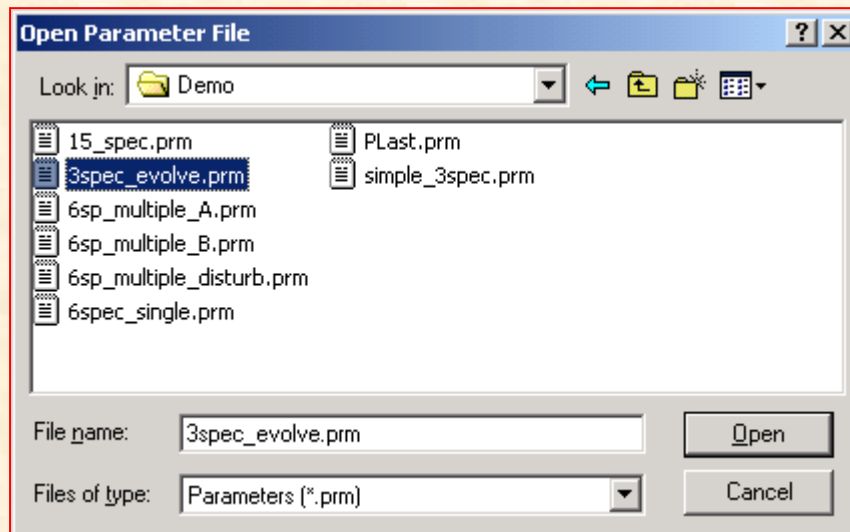 Open Parameter File
Look in: Demo
15_spec.prm
3spec_evolve.prm
6sp_multiple_A.prm
6sp_multiple_B.prm
6sp_multiple_disturb.prm
6spec_single.prm
PLast.prm
simple_3spec.prm
File name: 3spec_evolve.prm
Open
Files of type: Parameters (*.prm)
Cancel